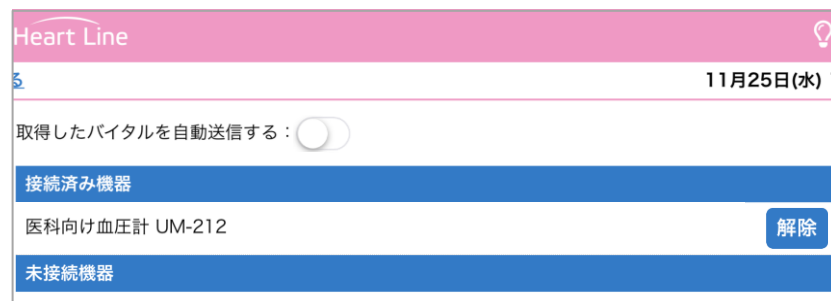 Heart Line
る
11月25日(水)
取得したバイタルを自動送信する：
接続済み機器
医科向け血圧計 UM-212
解除
未接続機器